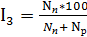 I₃ = Nₙ*100 / Nₙ + Nₚ